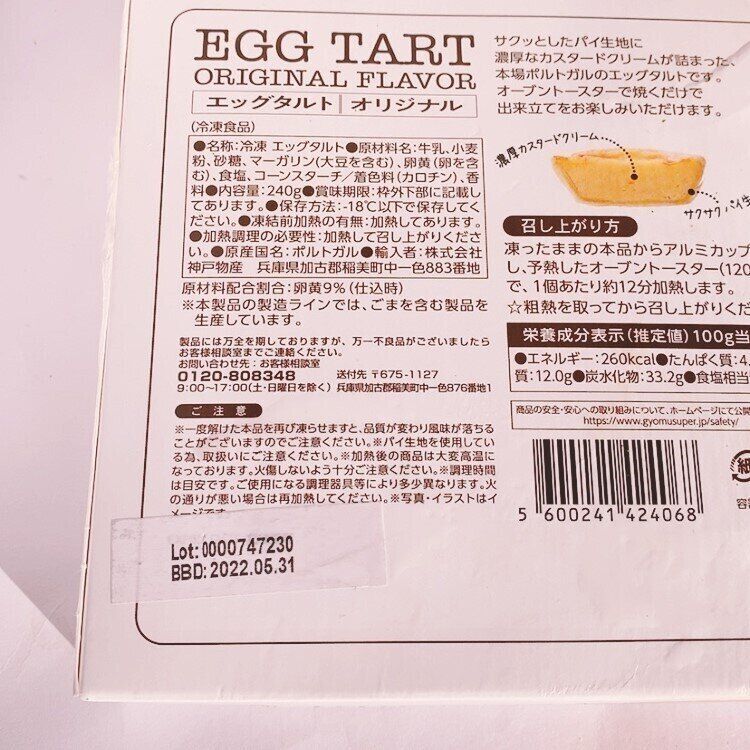 EGG TART
ORIGINAL FLAVOR
エッグタルト | オリジナル
(冷凍食品)
●名称:冷凍 エッグタルト●原材料名:牛乳、小麦
粉、砂糖、マーガリン(大豆を含む)、卵黄(卵を含
む)、食塩、コーンスターチ/着色料(カロチン)、香
料●内容量:240g●賞味期限:枠外下部に記載し
てあります。●保存方法:-18℃以下で保存してく
ださい。●凍結前加熱の有無:加熱してあります。
●加熱調理の必要性:加熱して召し上がりくださ
い。●原産国名:ポルトガル●輸入者:株式会社
神戸物産 兵庫県加古郡稲美町中一色883番地
原材料配合割合:卵黄9%(仕込時)
※本製品の製造ラインでは、ごまを含む製品を
生産しています。
製品には万全を期しておりますが、万一不良品がございましたら
お客様相談室までご連絡ください。
お問い合わせ先:お客様相談室
0120-808348 送付先 〒675-1127
9:00〜17:00(土・日曜日を除く) 兵庫県加古郡稲美町中一色876番地1
ご注意
※一度解けた本品を再び凍らせますと、品質が変わり風味が落ちる
ことがございますのでご注意ください。※パイ生地を使用してい
る為、取扱いにご注意ください。※加熱後の商品は大変高温に
なっております。火傷しないよう十分ご注意ください。※調理時間
は目安です。ご使用になる調理器具等により多少異なります。火
の通りが悪い場合は再加熱してください。※写真・イラストはイ
メージです。
Lot: 0000747230
BBD: 2022.05.31
サクッとしたパイ生地に
濃厚なカスタードクリームが詰まった、
本場ポルトガルのエッグタルトです。
オーブントースターで焼くだけで
出来立てをお楽しみいただけます。
濃厚カスタードクリーム
サクサク パイ生
召し上がり方
凍ったままの本品からアルミカップ
し、予熱したオーブントースター(120
で、1個あたり約12分加熱します。
☆粗熱を取ってから召し上がりくだ
栄養成分表示(推定値)100g当
●エネルギー:260kcal●たんぱく質:4.
質:12.0g●炭水化物:33.2g●食塩相当
商品の安全・安心への取り組みについて、ホームページにて公開
https://www.gyomusuper.jp/safety/
5 600241 424068
紙
容